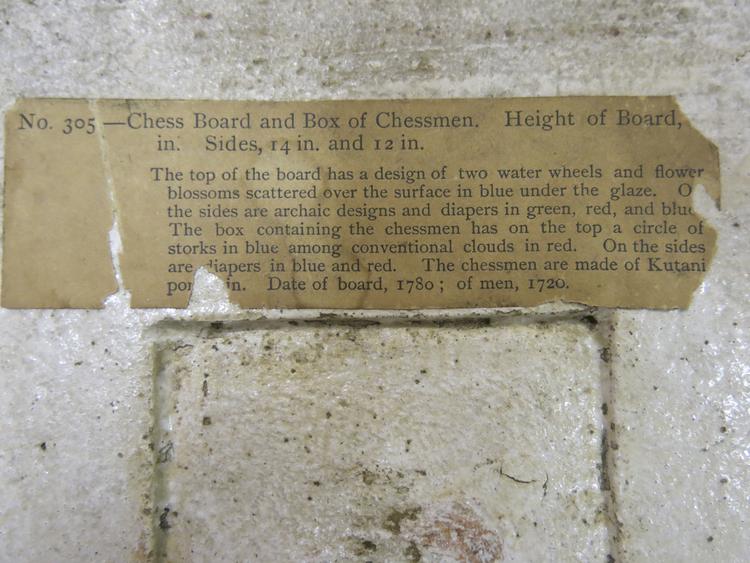 No. 305—Chess Board and Box of Chessmen. Height of Board,
in. Sides, 14 in. and 12 in.
The top of the board has a design of two water wheels and flower
blossoms scattered over the surface in blue under the glaze.
the sides are archaic designs and diapers in green, red, and blue
The box containing the chessmen has on the top a circle of
storks in blue among conventional clouds in red. On the sides
are diapers in blue and red. The chessmen are made of Kutani
in. Date of board, 1780; of men, 1720.